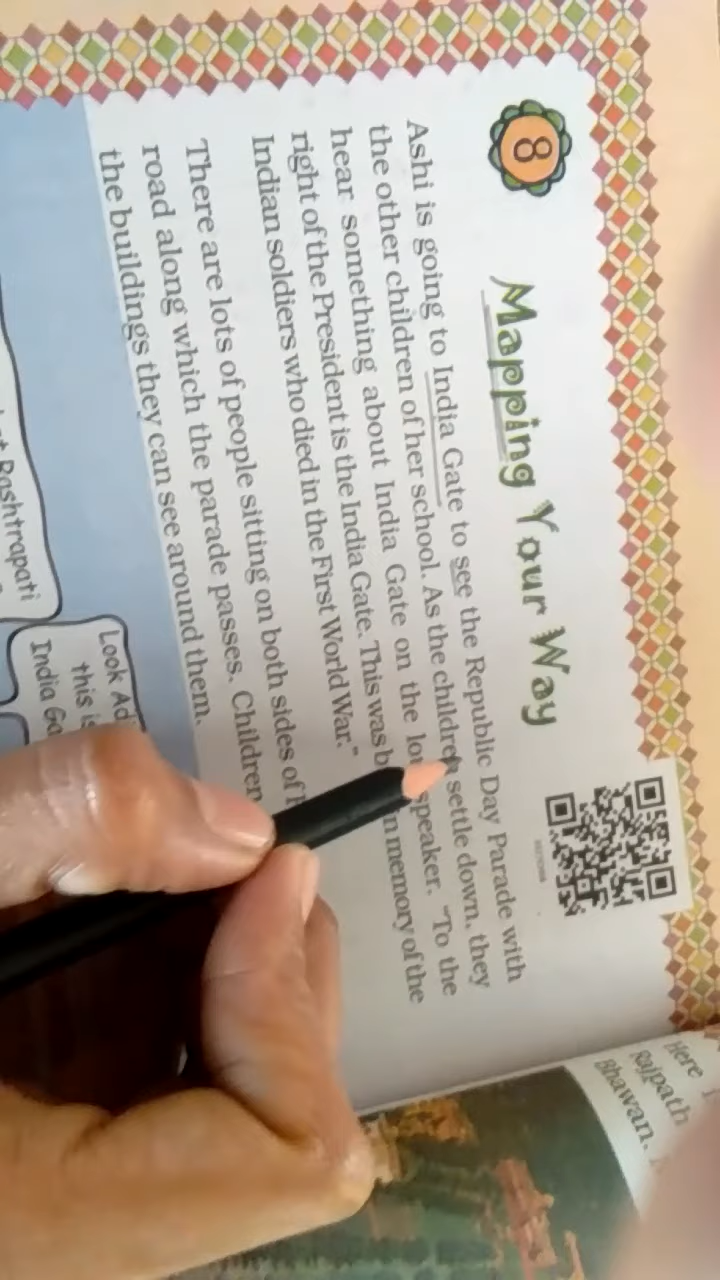 8
Mapping Your Way
Ashi is going to India Gate to see the Republic Day Parade with
the other children of her school. As the children settle down, they
hear something about India Gate on the speaker. "To the
right of the President is the India Gate. This was in memory of the
Indian soldiers who died in the First World War."
There are lots of people sitting on both sides of
road along which the parade passes. Children
the buildings they can see around them.
Rashtrapati
Look
this is
India
Here
Rajpath
Bhawan.